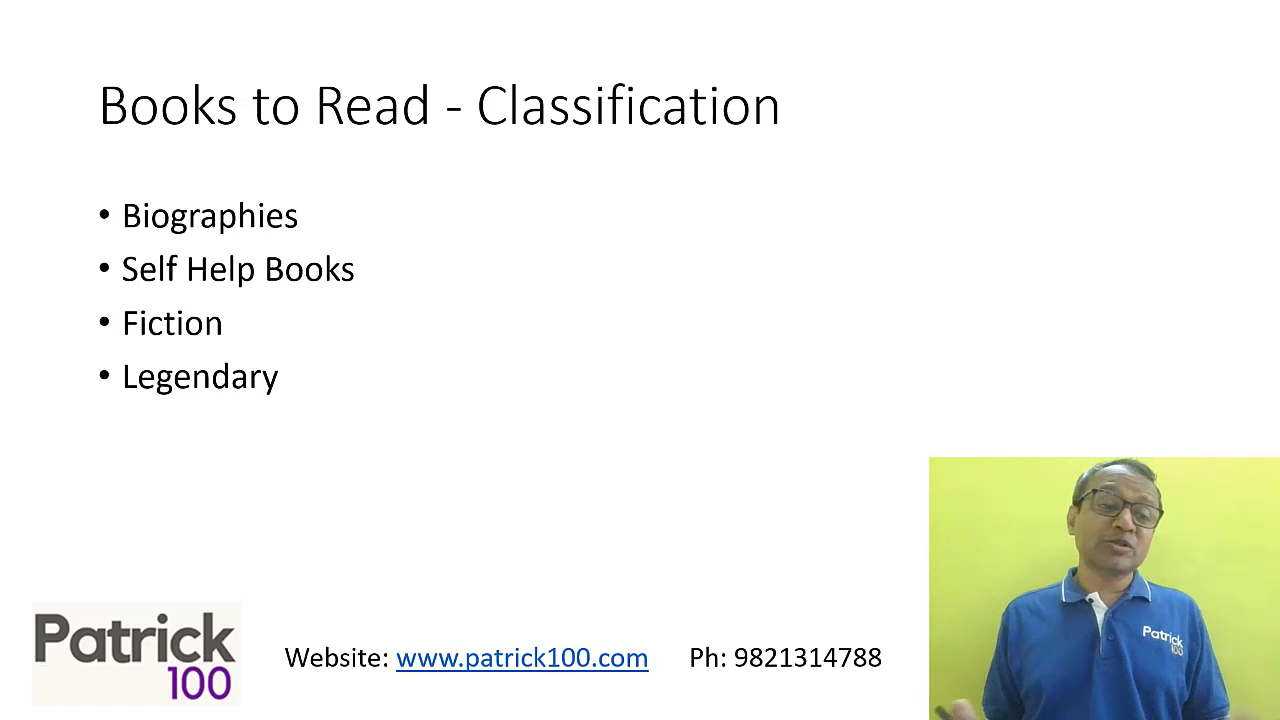 Books to Read - Classification
• Biographies
• Self Help Books
• Fiction
• Legendary
Patrick
100
Website: www.patrick100.com Ph: 9821314788
Patrick
100